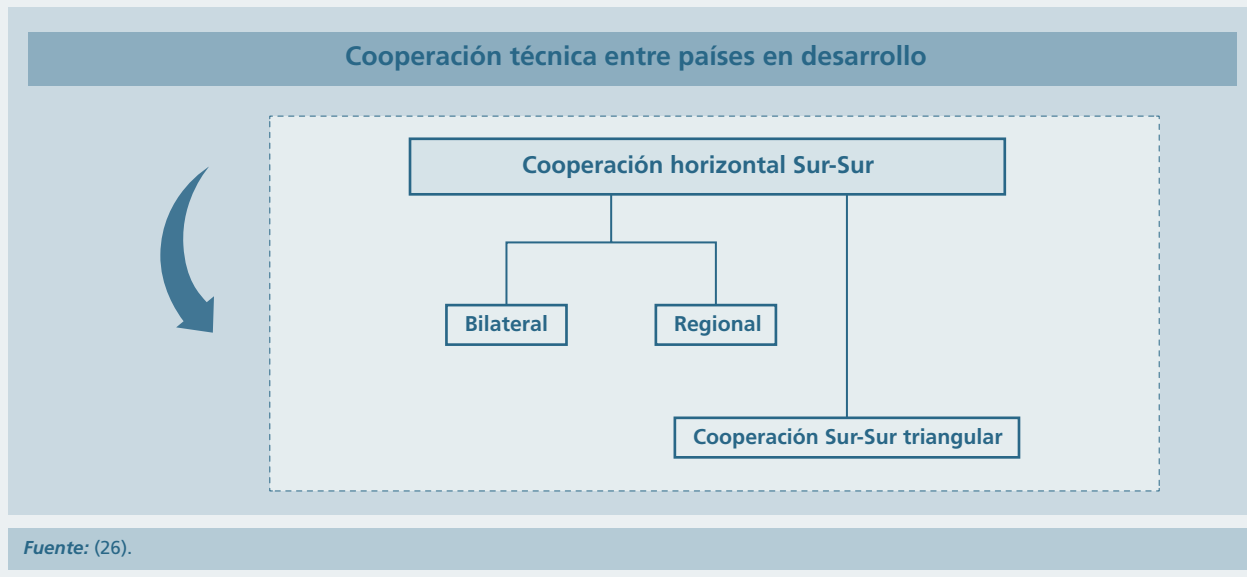 Cooperación técnica entre países en desarrollo
Cooperación horizontal Sur-Sur
Bilateral
Regional
Cooperación Sur-Sur triangular
Fuente: (26).